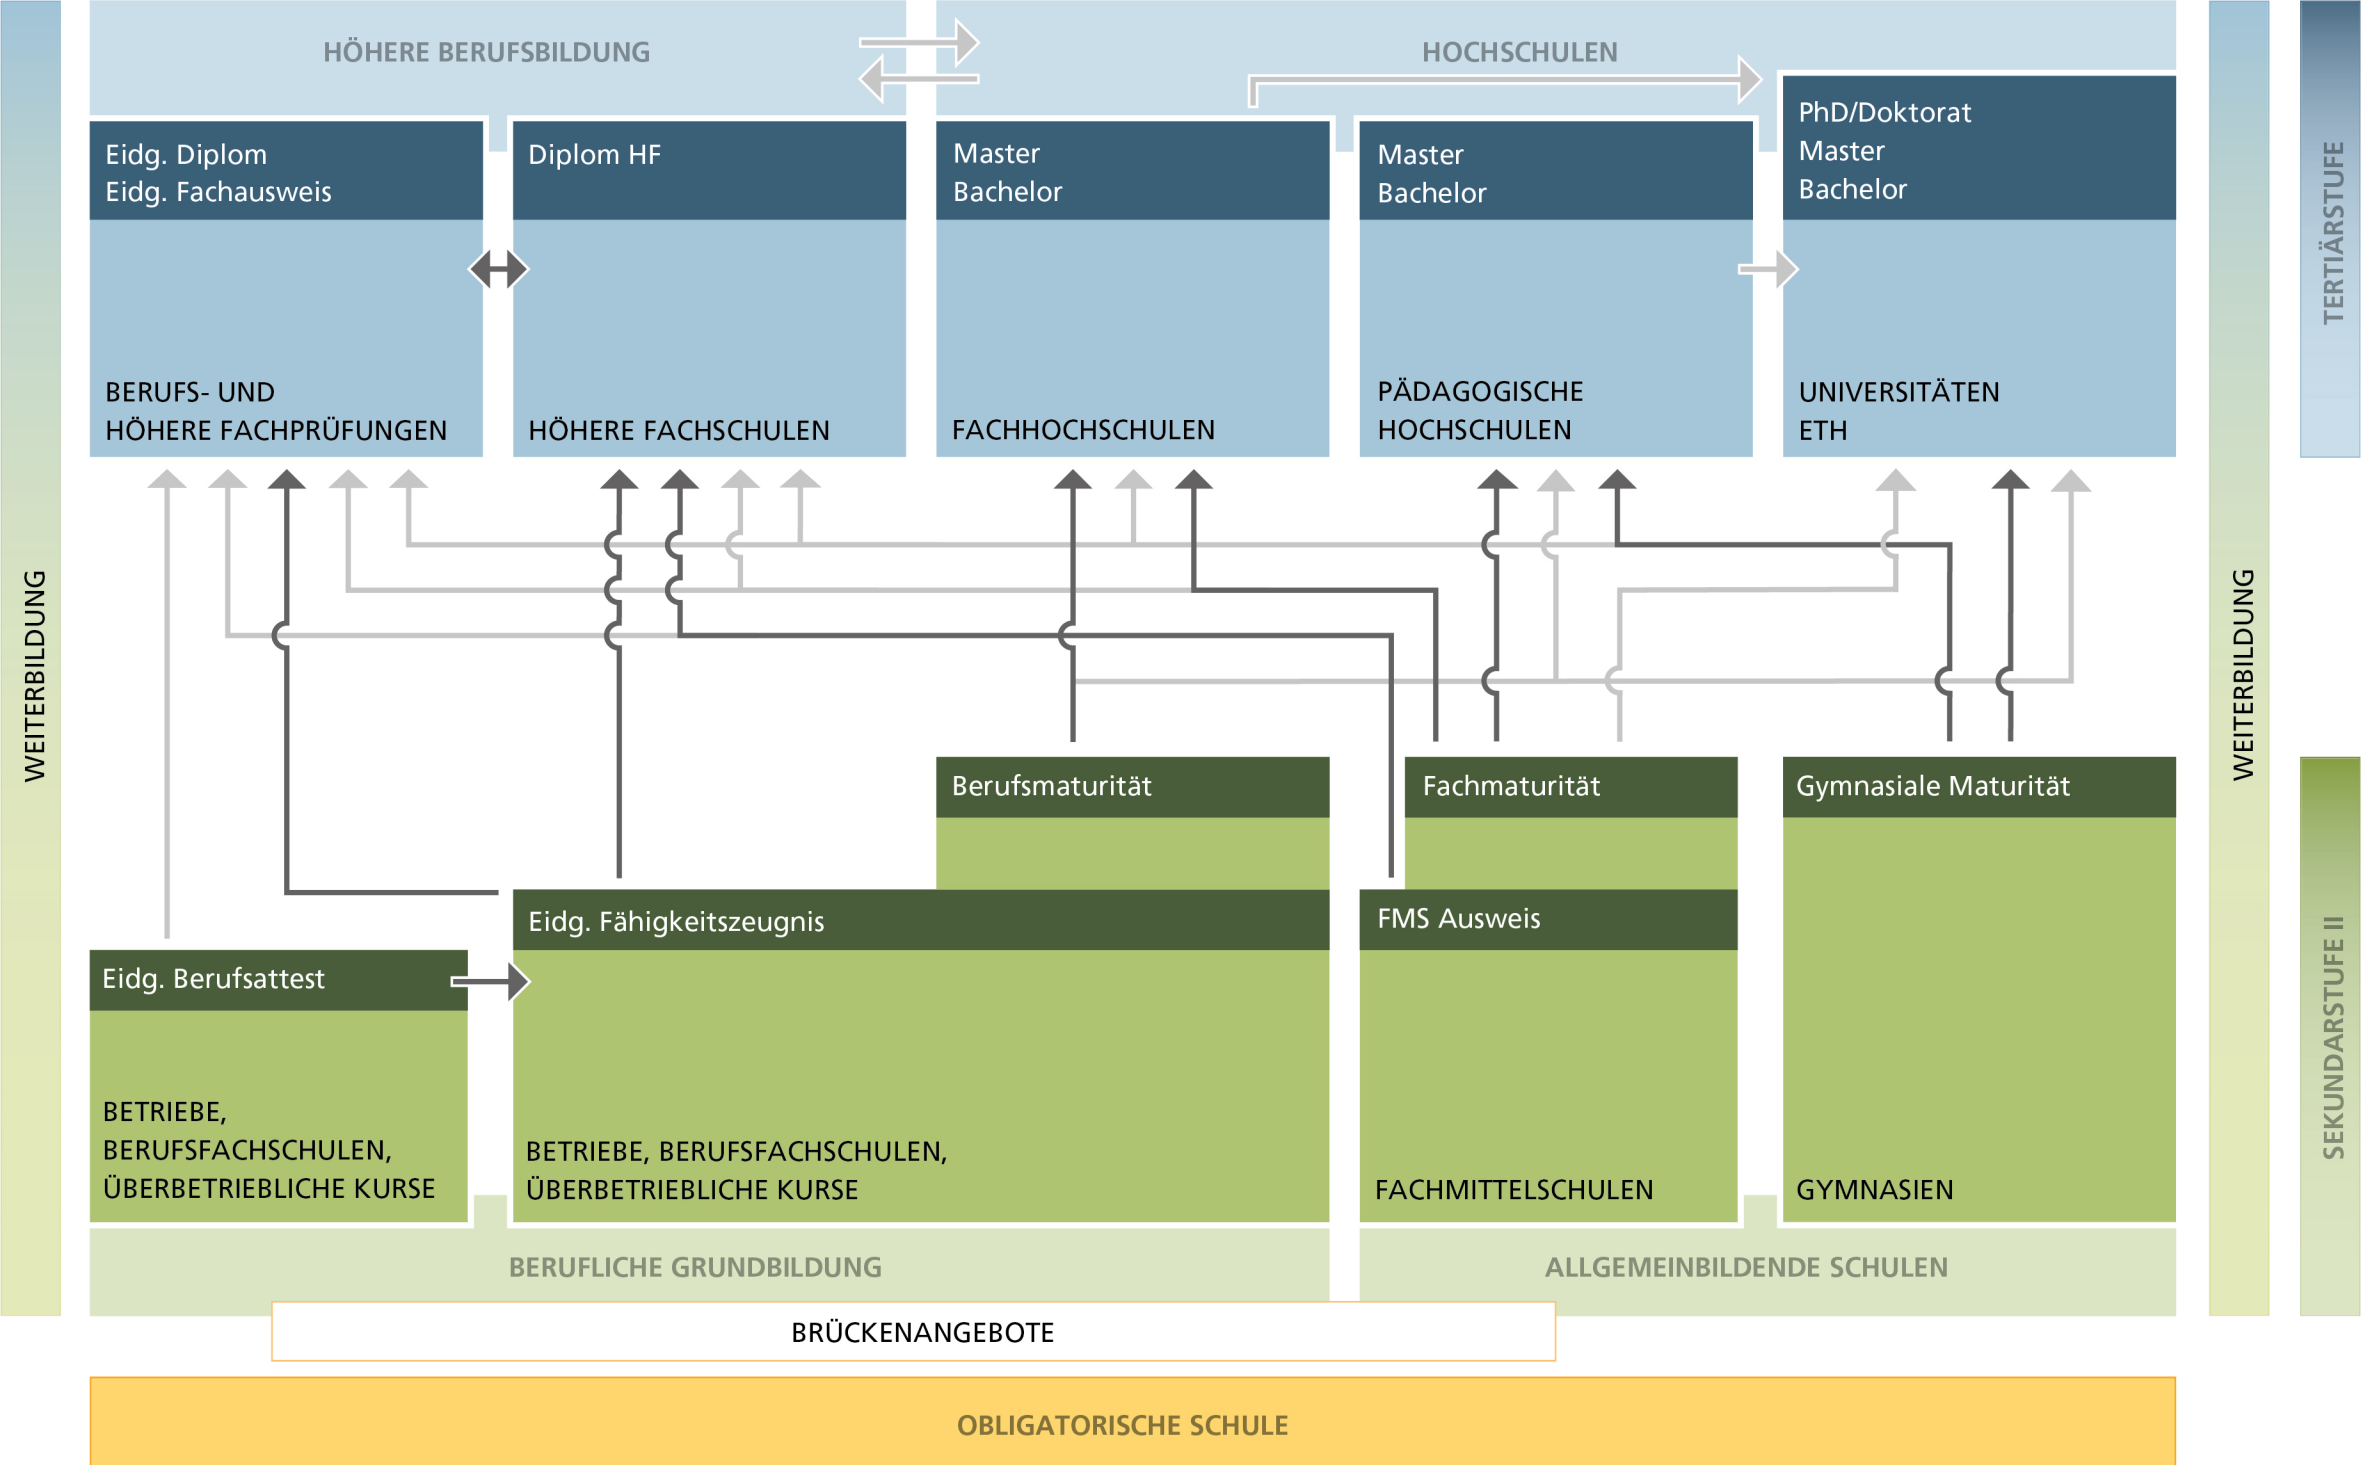 HÖHERE BERUFSBILDUNG
HOCHSCHULEN
Eidg. Diplom
Eidg. Fachausweis
BERUFS- UND
HÖHERE FACHPRÜFUNGEN
Diplom HF
HÖHERE FACHSCHULEN
Master
Bachelor
FACHHOCHSCHULEN
Master
Bachelor
PÄDAGOGISCHE
HOCHSCHULEN
PhD/Doktorat
Master
Bachelor
UNIVERSITÄTEN
ETH
TERTIÄRSTUFE
WEITERBILDUNG
WEITERBILDUNG
Berufsmaturität
Fachmaturität
Gymnasiale Maturität
Eidg. Fähigkeitszeugnis
FMS Ausweis
Eidg. Berufsattest
BETRIEBE,
BERUFSFACHSCHULEN,
ÜBERBETRIEBLICHE KURSE
BETRIEBE, BERUFSFACHSCHULEN,
ÜBERBETRIEBLICHE KURSE
FACHMITTELSCHULEN
GYMNASIEN
SEKUNDARSTUFE II
BERUFLICHE GRUNDBILDUNG
ALLGEMEINBILDENDE SCHULEN
BRÜCKENANGEBOTE
OBLIGATORISCHE SCHULE